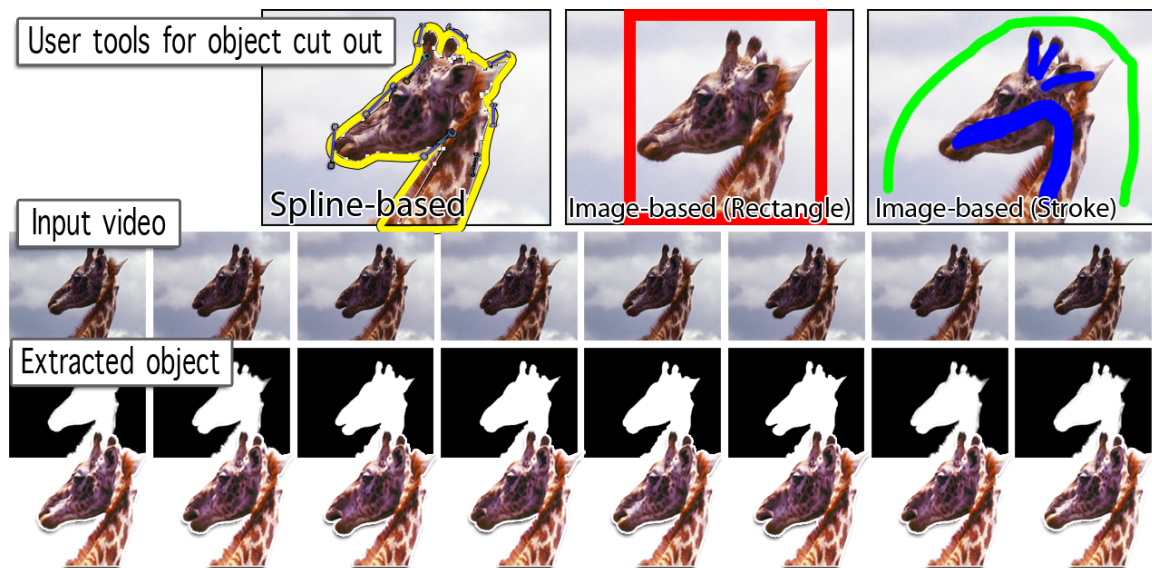 User tools for object cut out
Spline-based
Image-based (Rectangle)
Image-based (Stroke)
Input video
Extracted object